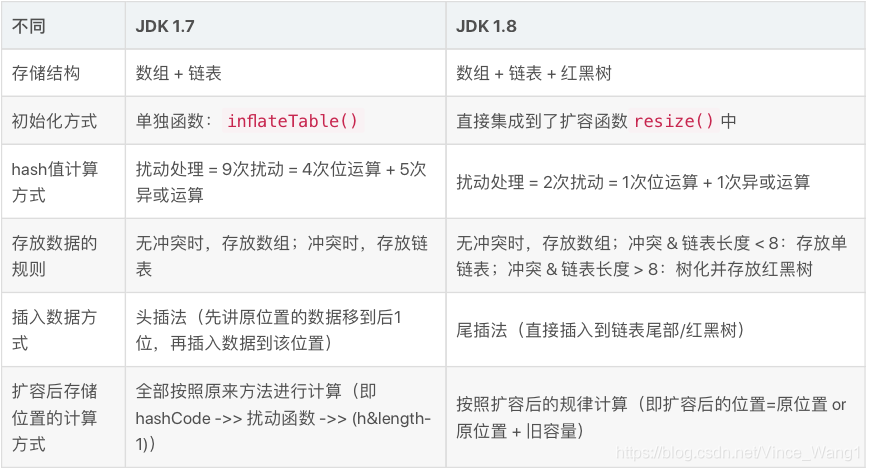 不同
JDK 1.7
JDK 1.8
存储结构
数组 + 链表
数组 + 链表 + 红黑树
初始化方式
单独函数：inflateTable()
直接集成到了扩容函数resize()中
hash值计算
方式
扰动处理 = 9次扰动 = 4次位运算 + 5次
异或运算
扰动处理 = 2次扰动 = 1次位运算 + 1次异或运算
存放数据的
规则
无冲突时，存放数组；冲突时，存放链
表
无冲突时，存放数组；冲突 & 链表长度 < 8：存放单
链表；冲突 & 链表长度 > 8：树化并存放红黑树
插入数据方
式
头插法（先讲原位置的数据移到后1
位，再插入数据到该位置）
尾插法（直接插入到链表尾部/红黑树）
扩容后存储
位置的计算
方式
全部按照原来方法进行计算（即
hashCode ->> 扰动函数 ->> (h&length-
1)）
按照扩容后的规律计算（即扩容后的位置=原位置 or
原位置 + 旧容量）
https://blog.csdn.net/Vince_Wang1